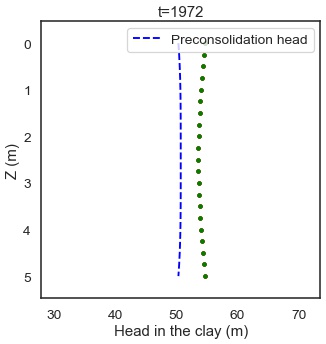 t=1972
Preconsolidation head
0
1
2
3
4
5
Z (m)
30 40 50 60 70
Head in the clay (m)